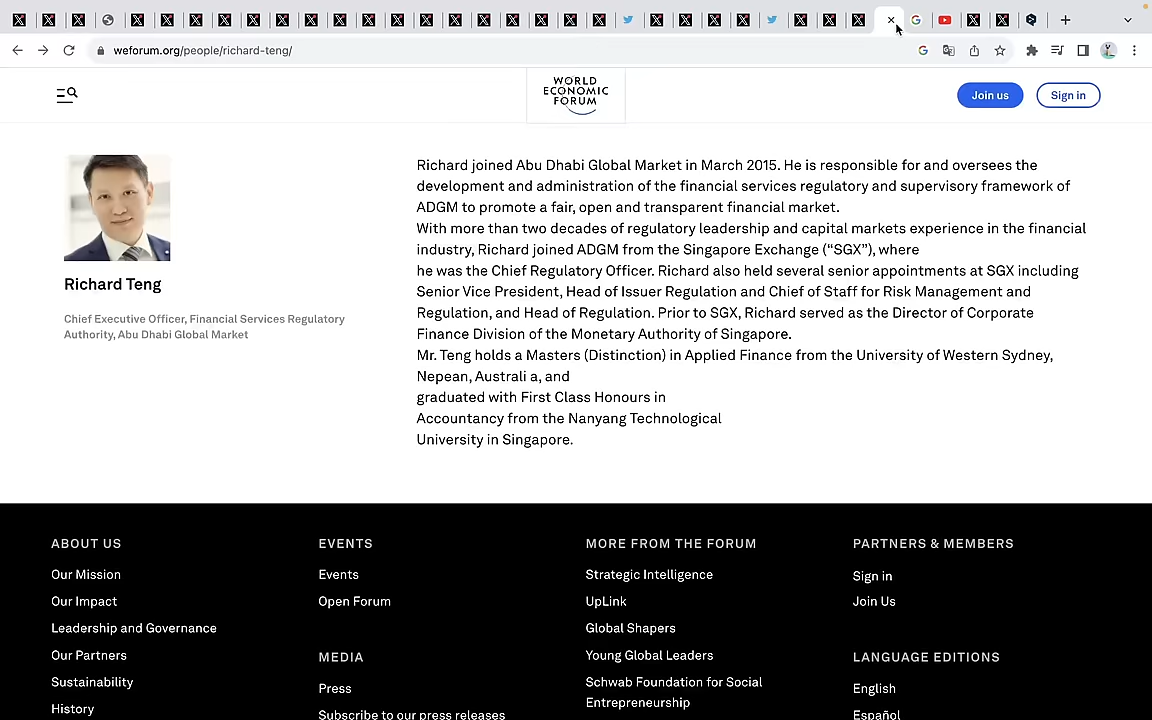 weforum.org/people/richard-teng/
WORLD
ECONOMIC
FORUM
Join us
Sign in
Richard Teng
Chief Executive Officer, Financial Services Regulatory
Authority, Abu Dhabi Global Market
Richard joined Abu Dhabi Global Market in March 2015. He is responsible for and oversees the
development and administration of the financial services regulatory and supervisory framework of
ADGM to promote a fair, open and transparent financial market.
With more than two decades of regulatory leadership and capital markets experience in the financial
industry, Richard joined ADGM from the Singapore Exchange (“SGX”), where
he was the Chief Regulatory Officer. Richard also held several senior appointments at SGX including
Senior Vice President, Head of Issuer Regulation and Chief of Staff for Risk Management and
Regulation, and Head of Regulation. Prior to SGX, Richard served as the Director of Corporate
Finance Division of the Monetary Authority of Singapore.
Mr. Teng holds a Masters (Distinction) in Applied Finance from the University of Western Sydney,
Nepean, Australi a, and
graduated with First Class Honours in
Accountancy from the Nanyang Technological
University in Singapore.
ABOUT US
Our Mission
Our Impact
Leadership and Governance
Our Partners
Sustainability
History
EVENTS
Events
Open Forum
MEDIA
Press
Subscribe to our press releases
MORE FROM THE FORUM
Strategic Intelligence
UpLink
Global Shapers
Young Global Leaders
Schwab Foundation for Social
Entrepreneurship
PARTNERS & MEMBERS
Sign in
Join Us
LANGUAGE EDITIONS
English
Español